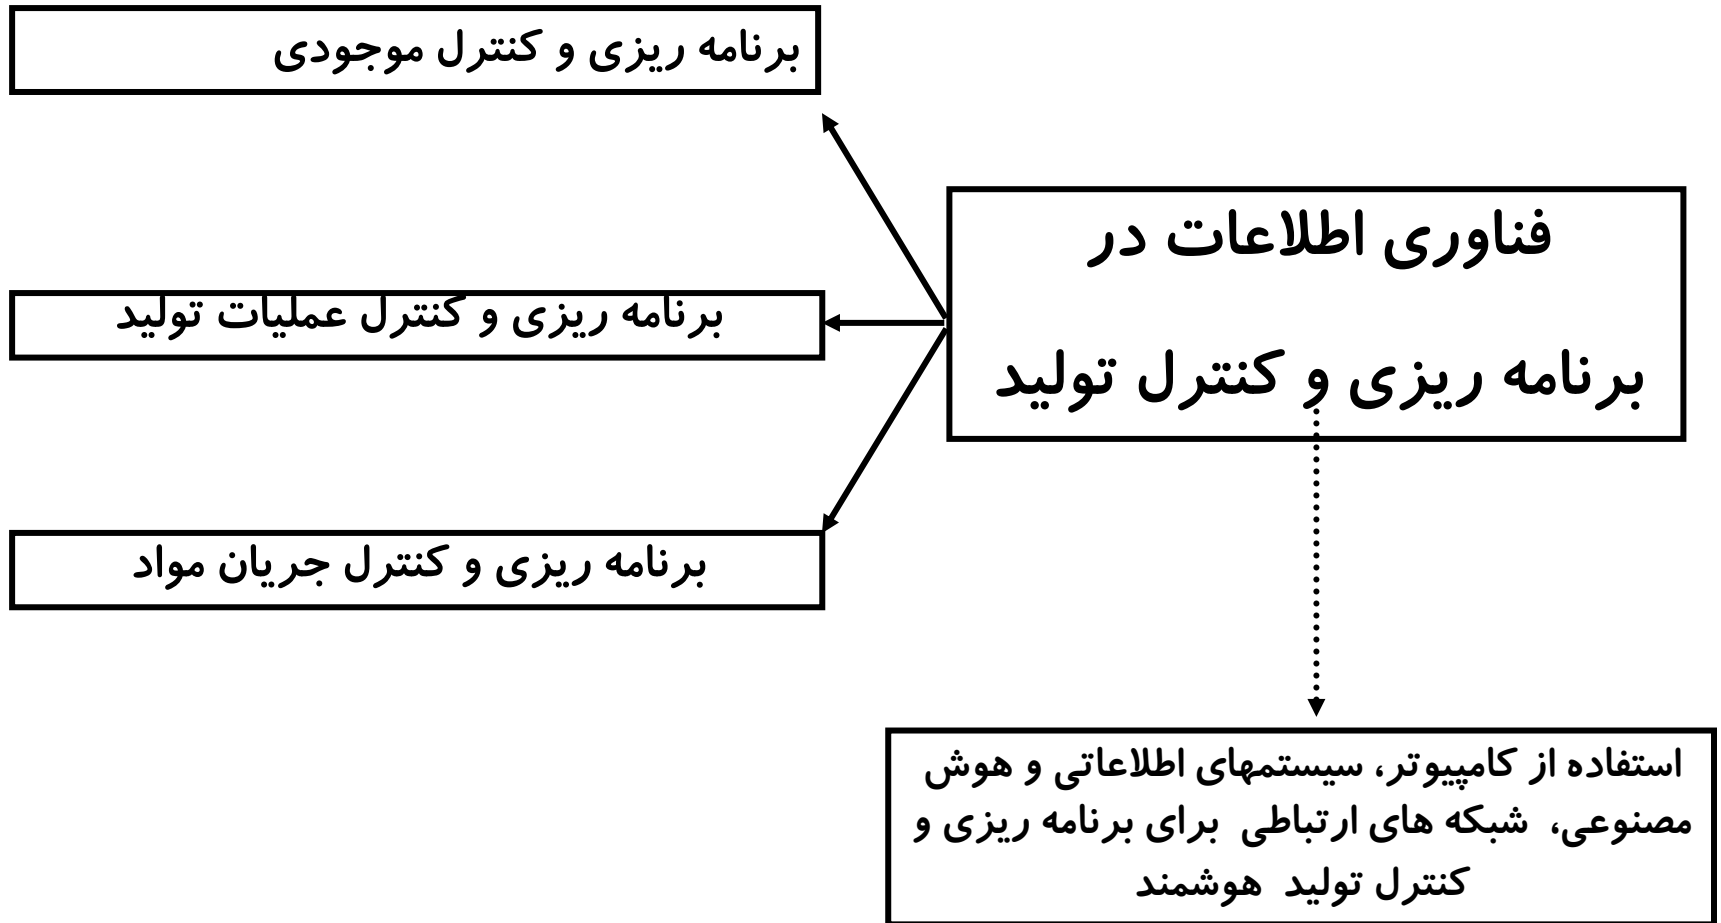 برنامه ریزی و کنترل موجودی
فناوری اطلاعات در
برنامه ریزی و کنترل تولید
برنامه ریزی و کنترل عملیات تولید
برنامه ریزی و کنترل جریان مواد
استفاده از کامپیوتر، سیستمهای اطلاعاتی و هوش
مصنوعی، شبکه های ارتباطی برای برنامه ریزی و
کنترل تولید هوشمند